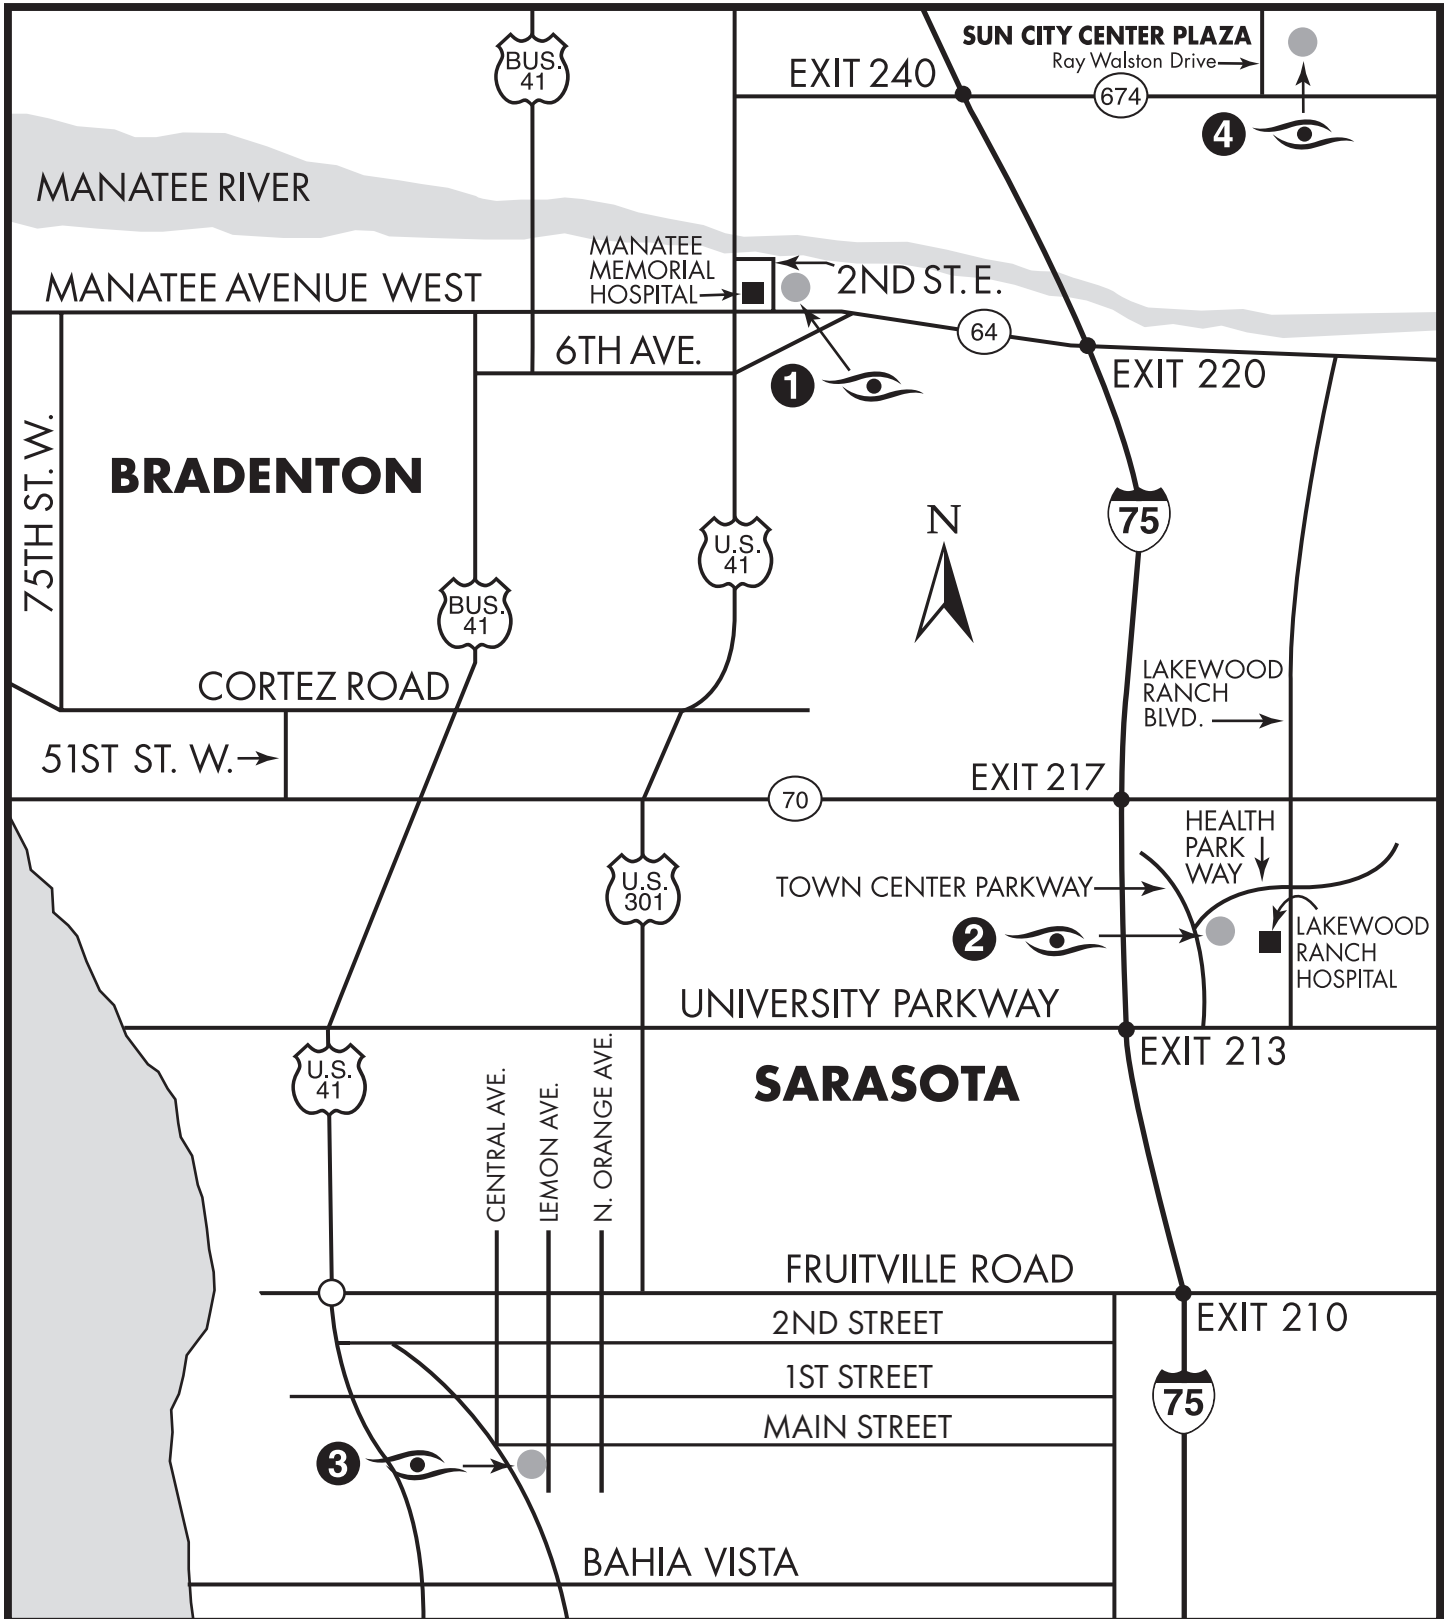 BUS.
41
SUN CITY CENTER PLAZA
Ray Walston Drive
EXIT 240
674
4
MANATEE RIVER
MANATEE
MEMORIAL
HOSPITAL
2ND ST. E.
MANATEE AVENUE WEST
64
6TH AVE.
EXIT 220
1
75TH ST. W.
BRADENTON
N
75
U.S.
41
BUS.
41
CORTEZ ROAD
LAKEWOOD
RANCH
BLVD.
51ST ST. W.
EXIT 217
70
HEALTH
PARK
WAY
U.S.
301
TOWN CENTER PARKWAY
2
LAKEWOOD
RANCH
HOSPITAL
UNIVERSITY PARKWAY
EXIT 213
U.S.
41
SARASOTA
CENTRAL AVE.
LEMON AVE.
N. ORANGE AVE.
FRUITVILLE ROAD
EXIT 210
2ND STREET
1ST STREET
75
MAIN STREET
3
BAHIA VISTA